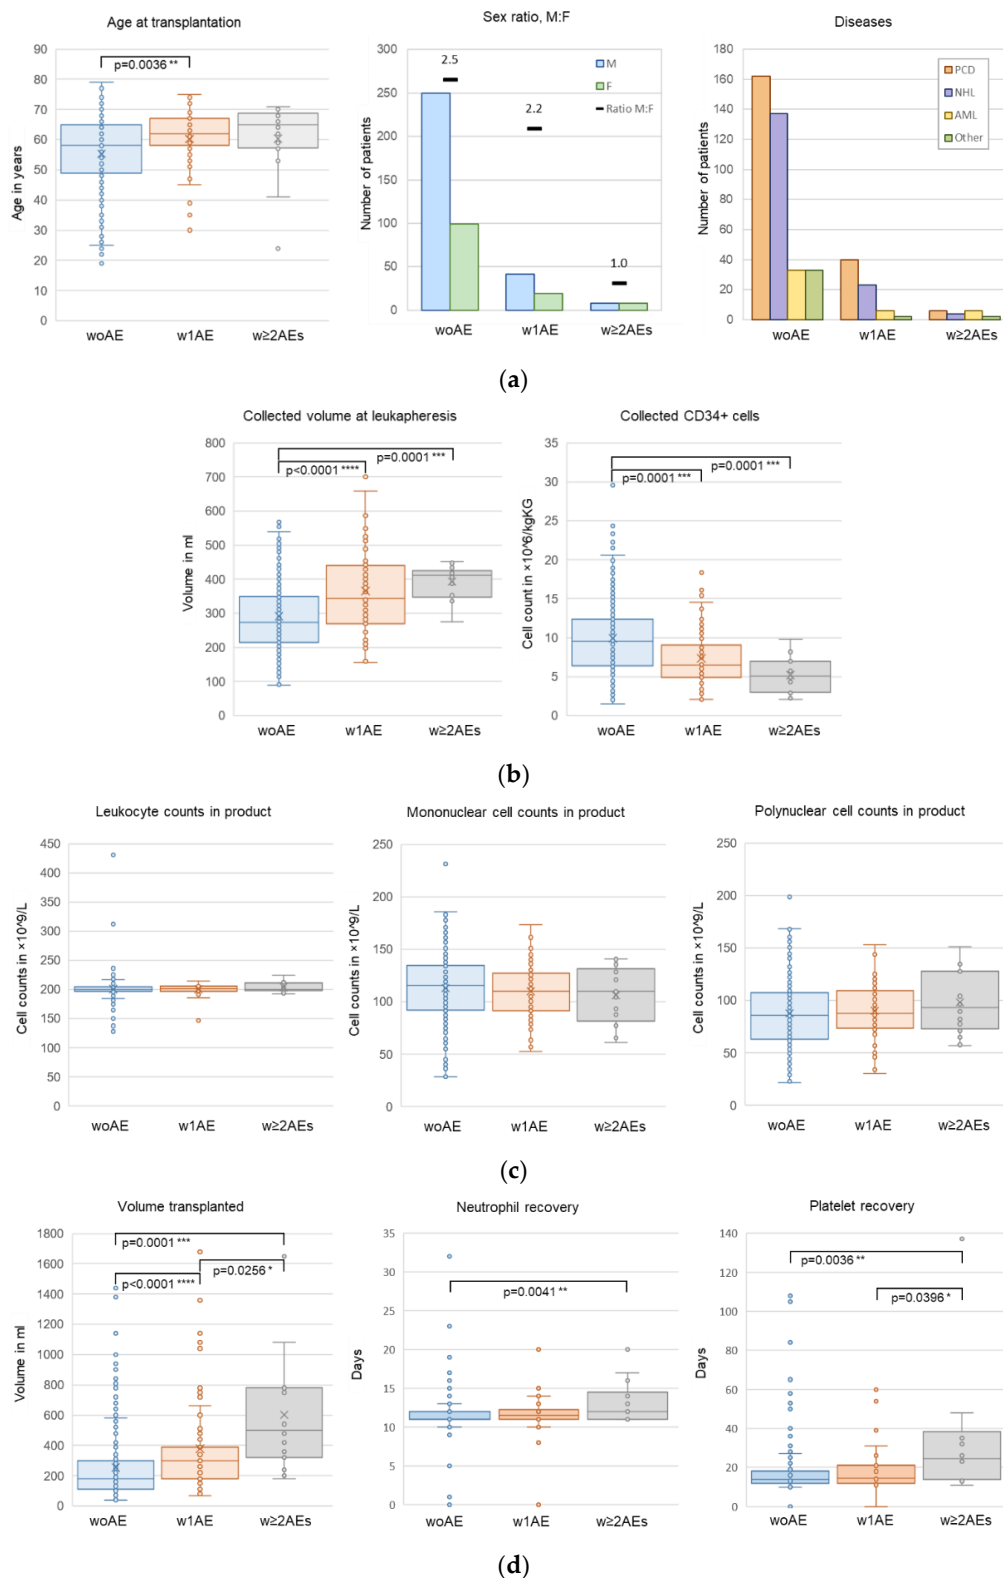 Age at transplantation
Sex ratio, M:F
Diseases
Age in years
90
80
70
60
50
40
30
20
10
0
p=0.0036 **
woAE w1AE w≥2AEs
Number of patients
300
250
200
150
100
50
0
2.5
2.2
1.0
M
F
Ratio M:F
woAE w1AE w≥2AEs
Number of patients
180
160
140
120
100
80
60
40
20
0
PCD
NHL
AML
Other
woAE w1AE w≥2AEs
(a)
Collected volume at leukapheresis
Collected CD34+ cells
Volume in ml
800
700
600
500
400
300
200
100
0
p=0.0001 ***
p<0.0001 ****
woAE w1AE w≥2AEs
Cell count in ×10^6/kgKG
35
30
25
20
15
10
5
0
p=0.0001 ***
p=0.0001 ***
woAE w1AE w≥2AEs
(b)
Leukocyte counts in product
Mononuclear cell counts in product
Polynuclear cell counts in product
Cell counts in ×10^9/L
450
400
350
300
250
200
150
100
50
0
woAE w1AE w≥2AEs
Cell counts in ×10^9/L
250
200
150
100
50
0
woAE w1AE w≥2AEs
Cell counts in ×10^9/L
250
200
150
100
50
0
woAE w1AE w≥2AEs
(c)
Volume transplanted
Neutrophil recovery
Platelet recovery
Volume in ml
1800
1600
1400
1200
1000
800
600
400
200
0
p=0.0001 ***
p=0.0256 *
p<0.0001 ****
woAE w1AE w≥2AEs
Days
35
30
25
20
15
10
5
0
p=0.0041 **
woAE w1AE w≥2AEs
Days
140
120
100
80
60
40
20
0
p=0.0036 **
p=0.0396 *
woAE w1AE w≥2AEs
(d)